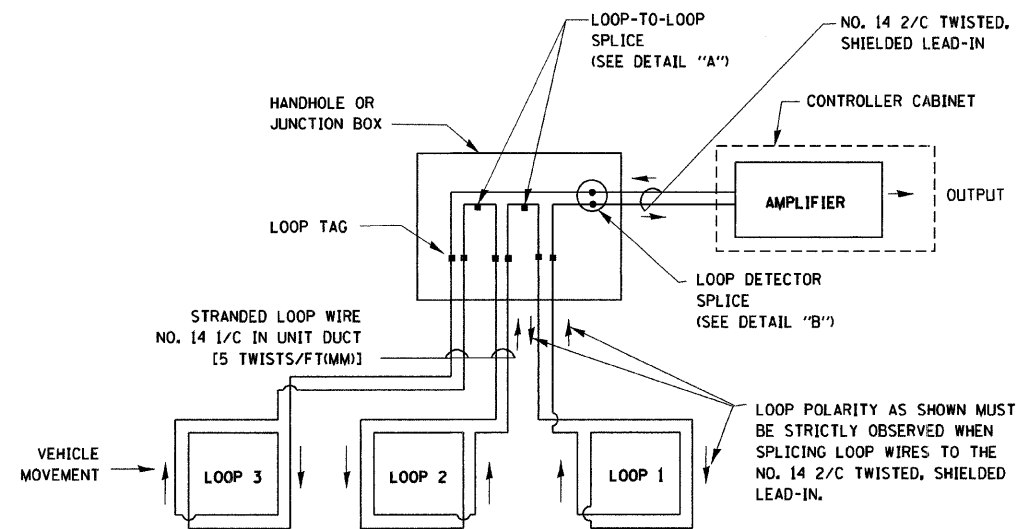 LOOP-TO-LOOP
SPLICE
(SEE DETAIL "A")
NO. 14 2/C TWISTED,
SHIELDED LEAD-IN
HANDHOLE OR
JUNCTION BOX
CONTROLLER CABINET
AMPLIFIER
OUTPUT
LOOP TAG
LOOP DETECTOR
SPLICE
(SEE DETAIL "B")
STRANDED LOOP WIRE
NO. 14 1/C IN UNIT DUCT
[5 TWISTS/FT(MM)]
LOOP POLARITY AS SHOWN MUST
BE STRICTLY OBSERVED WHEN
SPLICING LOOP WIRES TO THE
NO. 14 2/C TWISTED, SHIELDED
LEAD-IN.
VEHICLE
MOVEMENT
LOOP 3
LOOP 2
LOOP 1